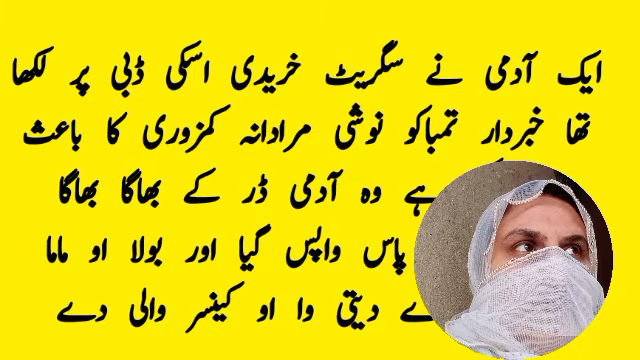 ایک آدمی نے سگریٹ خریدی اسکی ڈبی پر لکھا
تھا خبردار تمباکو نوشی مرادانہ کمزوری کا باعث
ہے وہ آدمی ڈر کے بھاگا بھاگا
پاس واپس گیا اور بولا او ماما
دیتی وا او کینسر والی دے